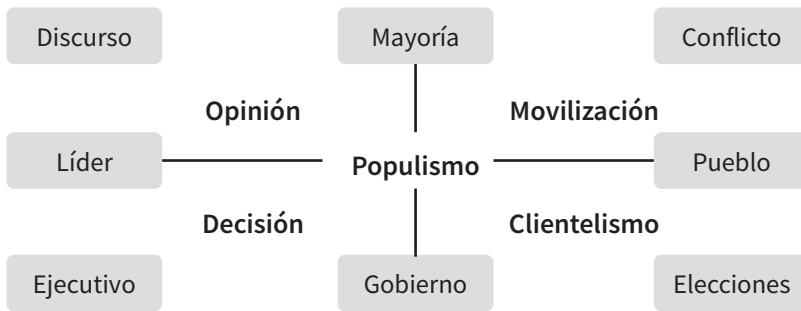 Discurso
Mayoría
Conflicto
Opinión
Movilización
Líder
Populismo
Pueblo
Decisión
Clientelismo
Ejecutivo
Gobierno
Elecciones